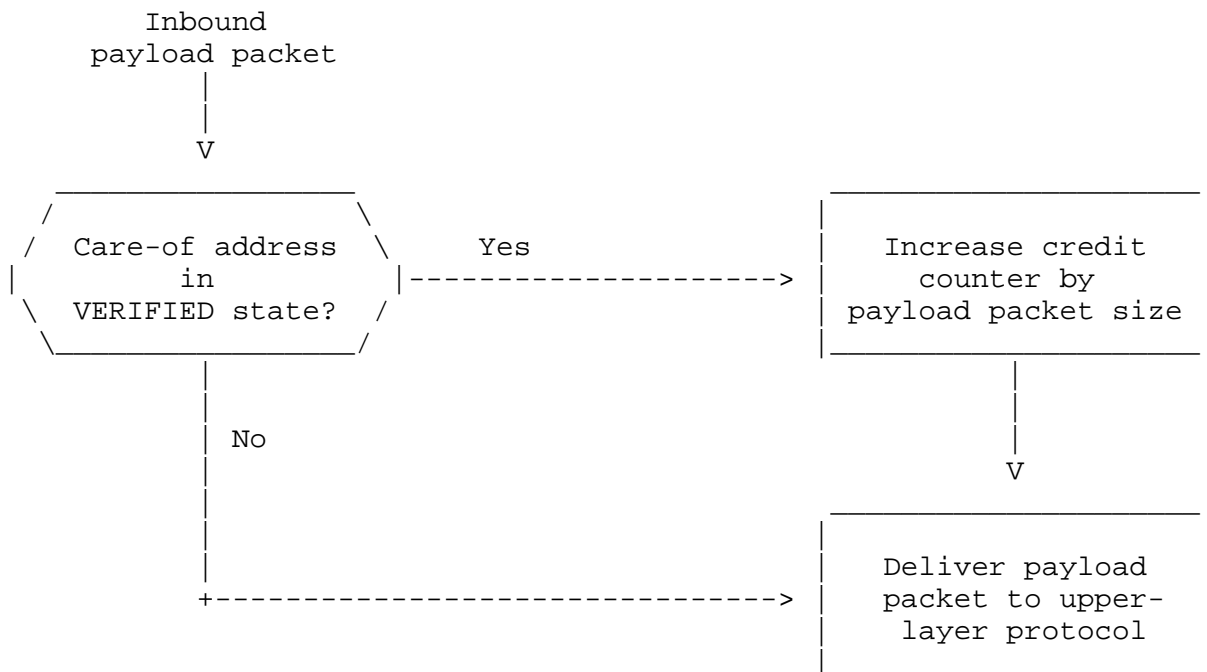 Inbound
payload packet
Care-of address
in
VERIFIED state?
Yes
Increase credit
counter by
payload packet size
No
Deliver payload
packet to upper-
layer protocol